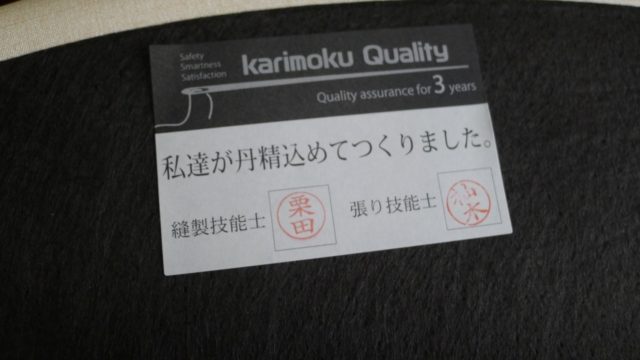 Safety
Smartness
Satisfaction
karimoku Quality
Quality assurance for 3 years
私達が丹精込めてつくりました。
縫製技能士
栗田
張り技能士